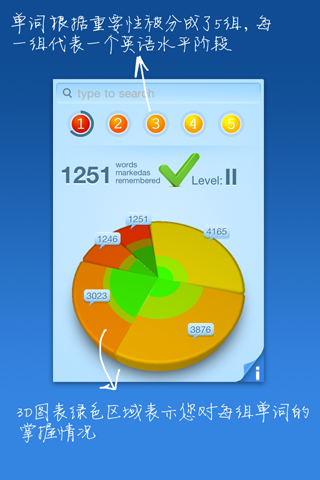 单词根据重要性被分成了5组, 每
一组代表一个英语水平阶段
type to search
1 2 3 4 5
1251 words
markedas
remembered
Level: II
1251
4165
1246
3023
3876
i
3D图表绿色区域表示您对每组单词的
掌握情况